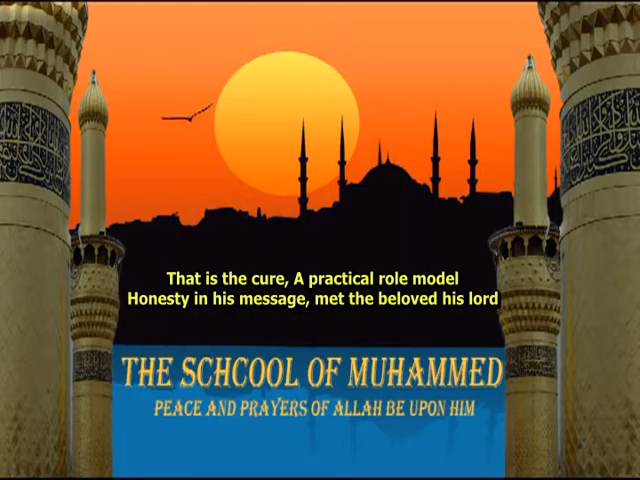 That is the cure, A practical role model
Honesty in his message, met the beloved his lord
THE SCHCOOL OF MUHAMMED
PEACE AND PRAYERS OF ALLAH BE UPON HIM